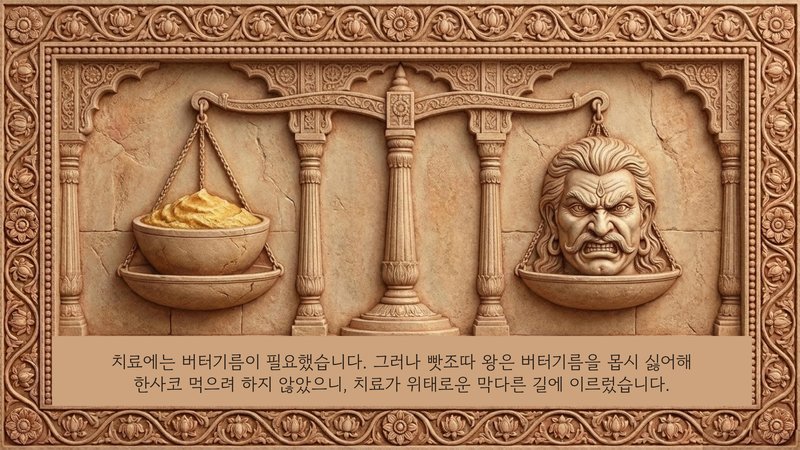 치료에는 버터기름이 필요했습니다. 그러나 빳조따 왕은 버터기름을 몹시 싫어해
한사코 먹으려 하지 않았으니, 치료가 위태로운 막다른 길에 이르렀습니다.